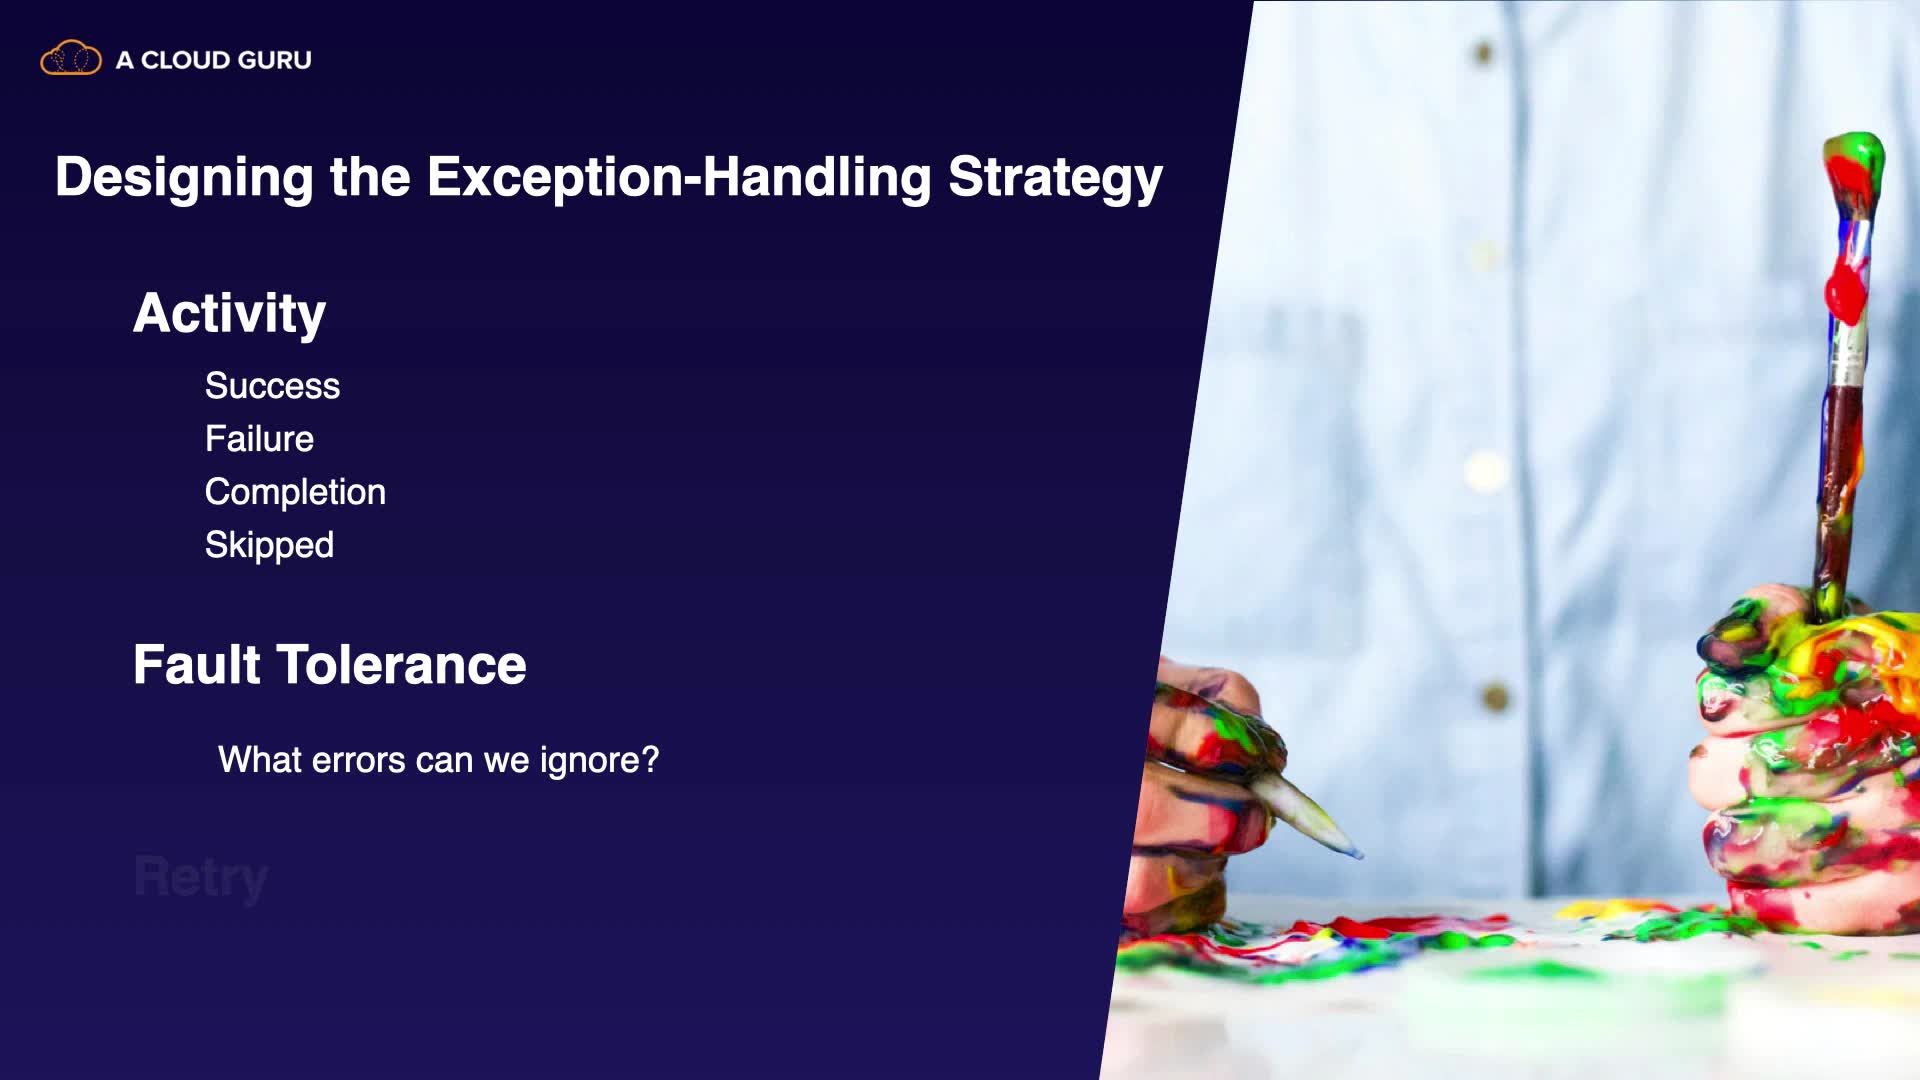 A CLOUD GURU
Designing the Exception-Handling Strategy
Activity
Success
Failure
Completion
Skipped
Fault Tolerance
What errors can we ignore?
Retry